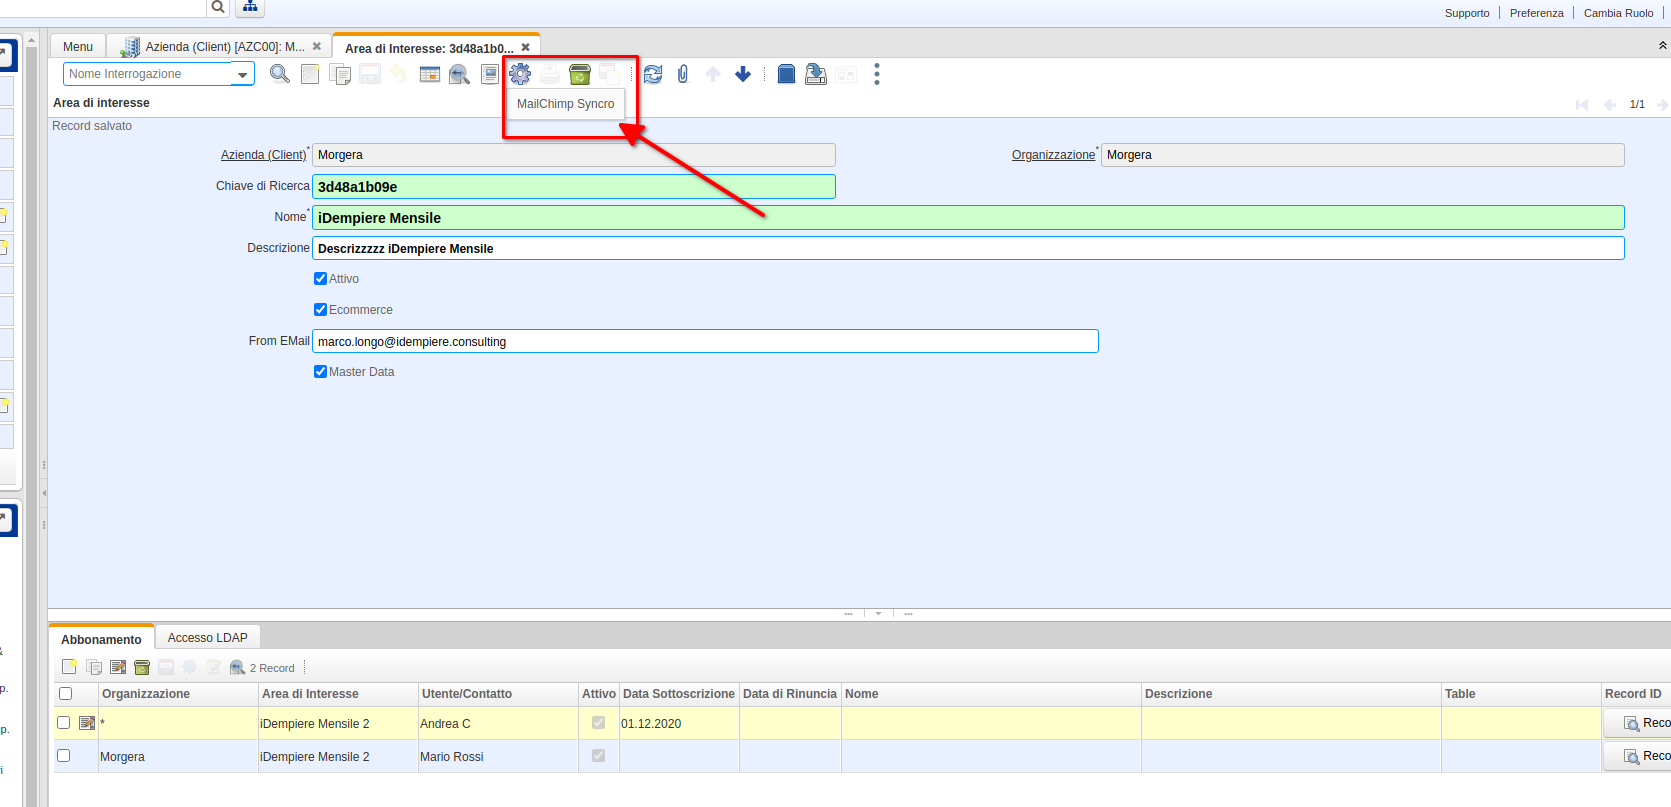 Supporto Preferenza Cambia Ruolo
Menu Azienda (Client) [AZC00]: M... Area di Interesse: 3d48a1b0...
Nome Interrogazione
MailChimp Syncro
Area di interesse 1/1
Record salvato
Azienda (Client)* Morgera Organizzazione* Morgera
Chiave di Ricerca 3d48a1b09e
Nome* iDempiere Mensile
Descrizione Descrizzzzz iDempiere Mensile
Attivo
Ecommerce
From EMail marco.longo@idempiere.consulting
Master Data
Abbonamento Accesso LDAP
2 Record
Organizzazione Area di Interesse Utente/Contatto Attivo Data Sottoscrizione Data di Rinuncia Nome Descrizione Table Record ID
* iDempiere Mensile 2 Andrea C 01.12.2020 Reco
Morgera iDempiere Mensile 2 Mario Rossi Reco